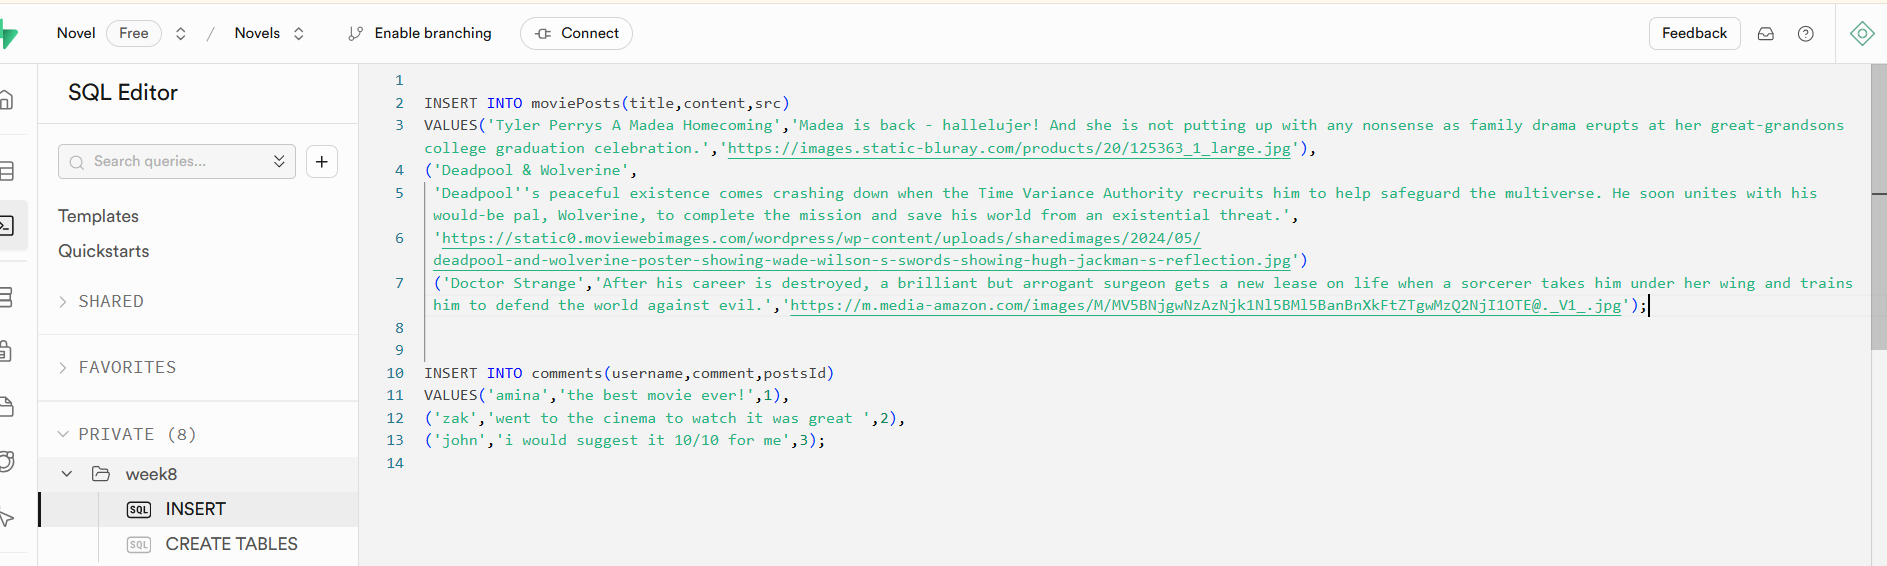 Novel Free / Novels Enable branching Connect Feedback
SQL Editor
Search queries...
Templates
Quickstarts
SHARED
FAVORITES
PRIVATE (8)
week8
SQL INSERT
SQL CREATE TABLES
1
2 INSERT INTO moviePosts(title,content,src)
3 VALUES('Tyler Perrys A Madea Homecoming','Madea is back - hallelujer! And she is not putting up with any nonsense as family drama erupts at her great-grandsons
college graduation celebration.','https://images.static-bluray.com/products/20/125363_1_large.jpg'),
4 ('Deadpool & Wolverine',
5 'Deadpool''s peaceful existence comes crashing down when the Time Variance Authority recruits him to help safeguard the multiverse. He soon unites with his
would-be pal, Wolverine, to complete the mission and save his world from an existential threat.',
6 'https://static0.moviewebimages.com/wordpress/wp-content/uploads/sharedimages/2024/05/
deadpool-and-wolverine-poster-showing-wade-wilson-s-swords-showing-hugh-jackman-s-reflection.jpg')
7 ('Doctor Strange','After his career is destroyed, a brilliant but arrogant surgeon gets a new lease on life when a sorcerer takes him under her wing and trains
him to defend the world against evil.','https://m.media-amazon.com/images/M/MV5BNjgwNzAzNjk1Nl5BMl5BanBnXkFtZTgwMzQ2NjI1OTE@._V1_.jpg');
8
9
10 INSERT INTO comments(username,comment,postsId)
11 VALUES('amina','the best movie ever!',1),
12 ('zak','went to the cinema to watch it was great ',2),
13 ('john','i would suggest it 10/10 for me',3);
14